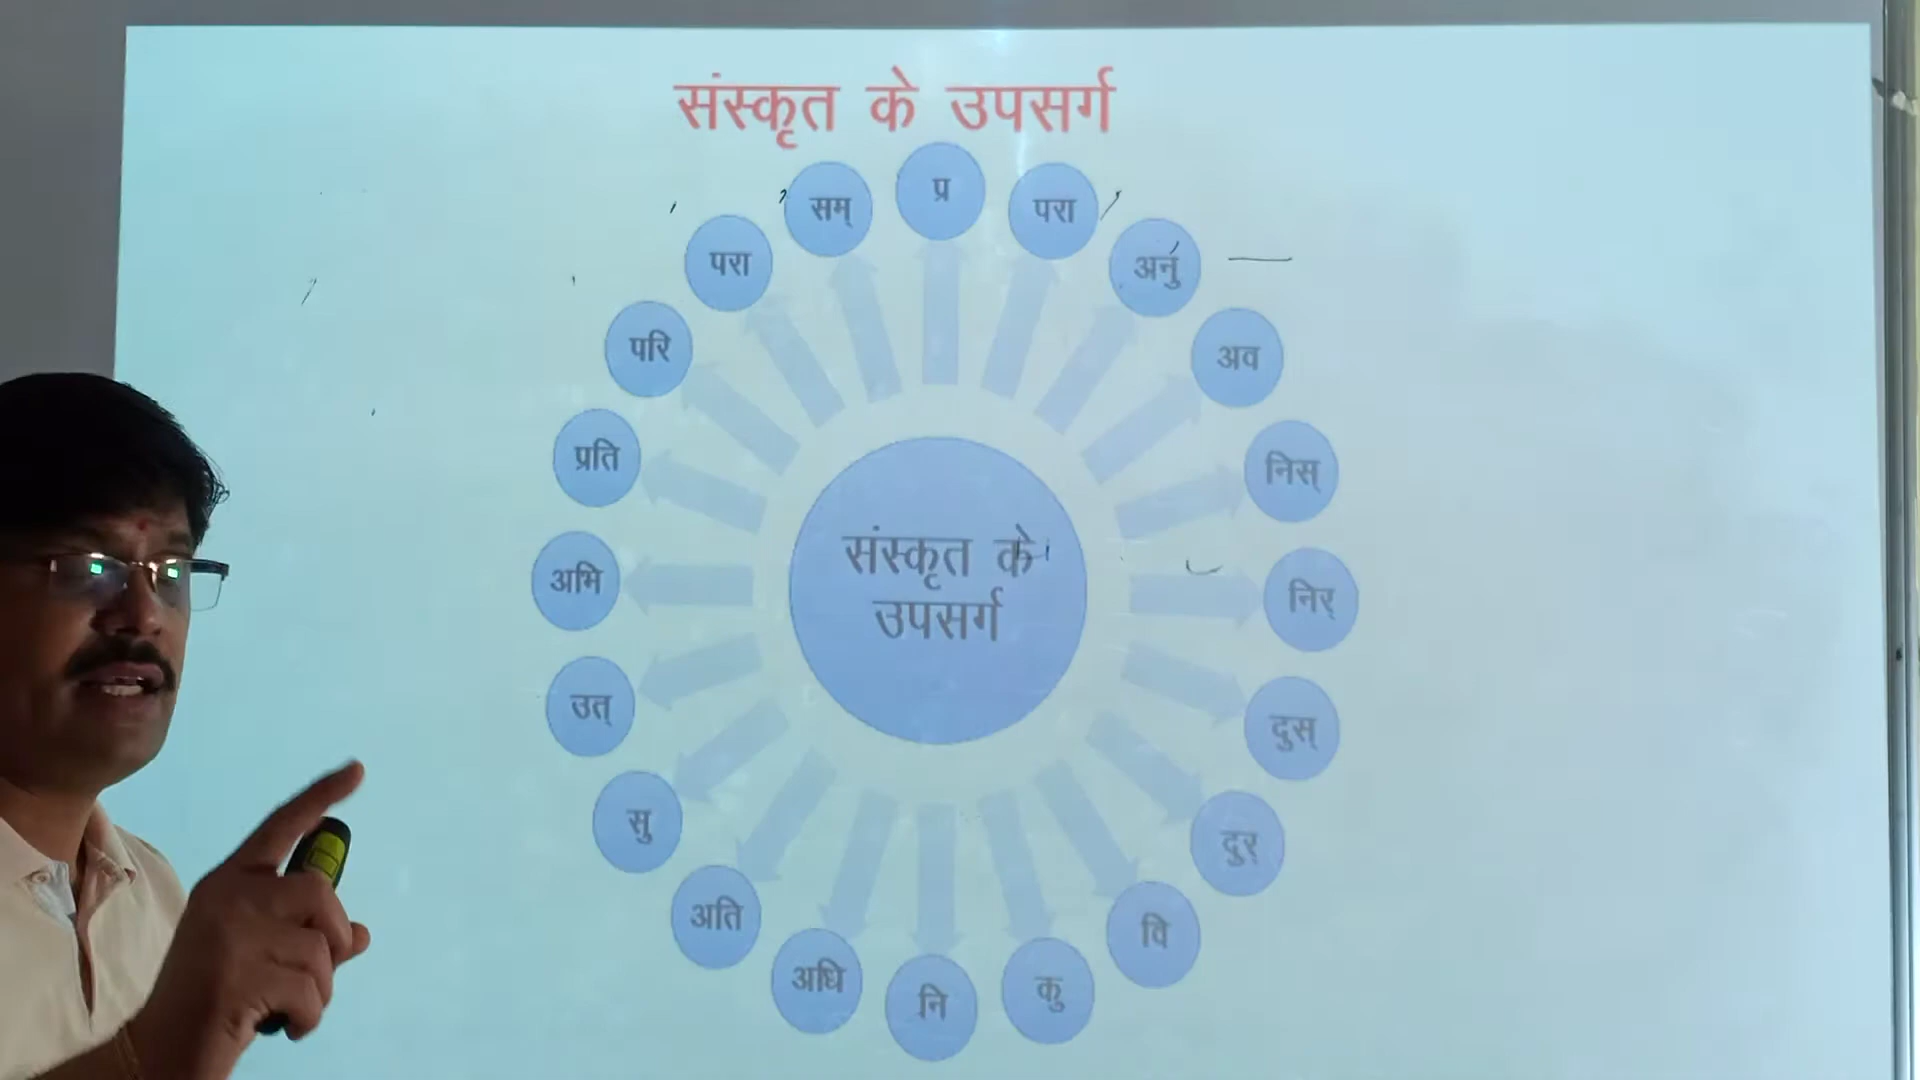 संस्कृत के उपसर्ग
प्र
परा
अनु
अव
निस्
निर्
दुस्
दुर्
वि
कु
नि
अधि
अति
सु
उत्
अभि
प्रति
परि
परा
सम्
संस्कृत के
उपसर्ग